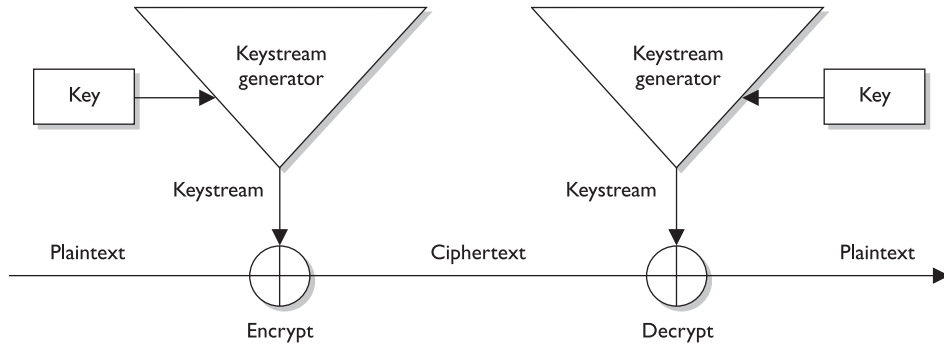 Keystream
generator
Key
Keystream
generator
Key
Keystream
Keystream
Plaintext
Ciphertext
Plaintext
Encrypt
Decrypt